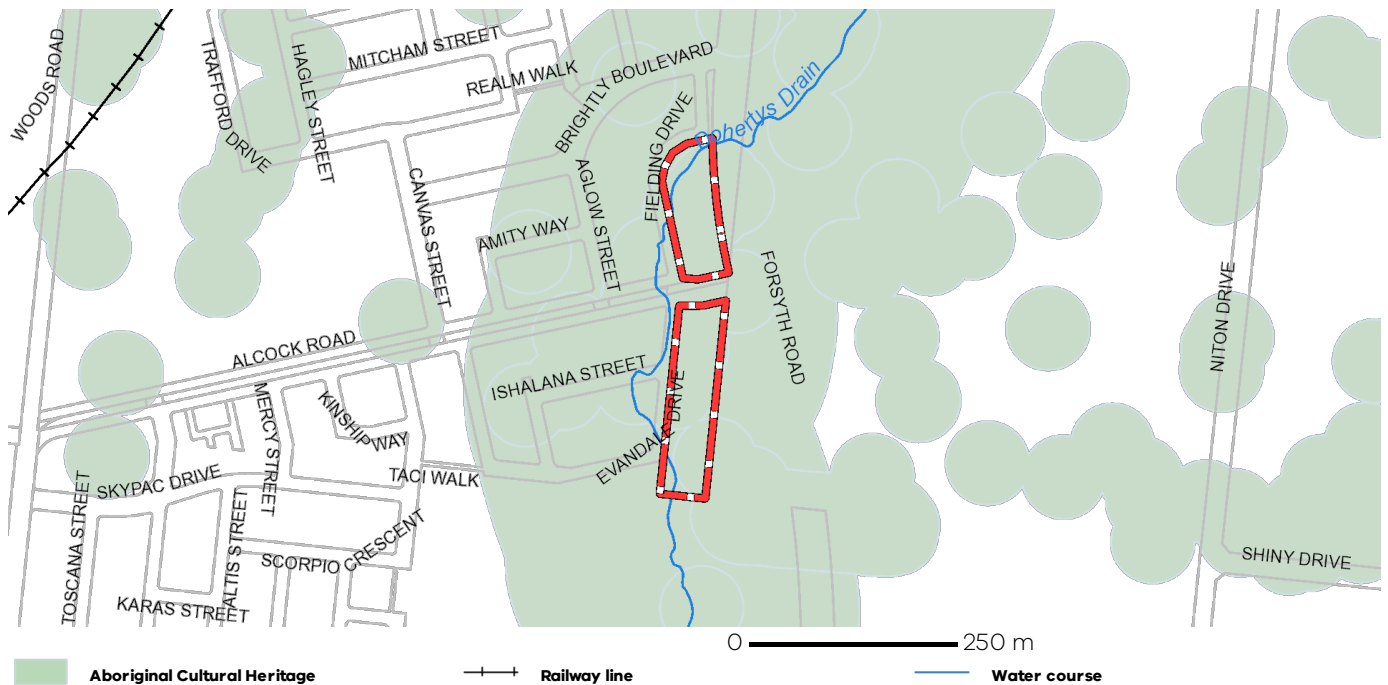 WOODS ROAD
TRAFFORD DRIVE
HAGLEY STREET
MITCHAM STREET
REALM WALK
BRIGHTLY BOULEVARD
Dohertys Drain
FIELDING DRIVE
AGLOW STREET
CANVAS STREET
AMITY WAY
FORSYTH ROAD
NITON DRIVE
ALCOCK ROAD
ISHALANA STREET
EVANDALE DRIVE
MERCY STREET
KINSHIP WAY
TACI WALK
SKYPAC DRIVE
TOSCANA STREET
ALTIS STREET
SCORPIO CRESCENT
KARAS STREET
SHINY DRIVE
0 250 m
Aboriginal Cultural Heritage Railway line Water course